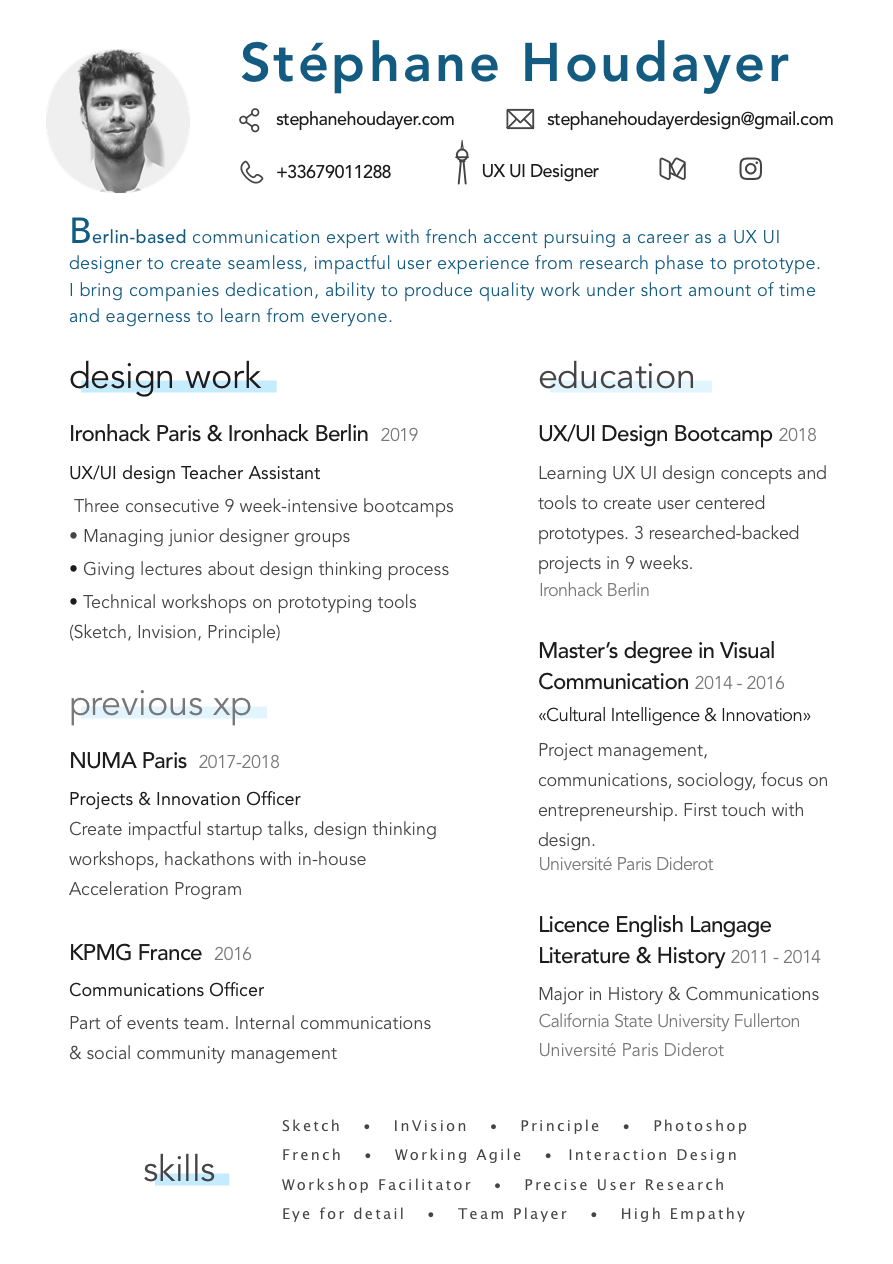 Stéphane Houdayer
stephanehoudayer.com
stephanehoudayerdesign@gmail.com
+33679011288
UX UI Designer
Berlin-based communication expert with french accent pursuing a career as a UX UI
designer to create seamless, impactful user experience from research phase to prototype.
I bring companies dedication, ability to produce quality work under short amount of time
and eagerness to learn from everyone.
design work
Ironhack Paris & Ironhack Berlin 2019
UX/UI design Teacher Assistant
Three consecutive 9 week-intensive bootcamps
• Managing junior designer groups
• Giving lectures about design thinking process
• Technical workshops on prototyping tools
(Sketch, Invision, Principle)
previous xp
NUMA Paris 2017-2018
Projects & Innovation Officer
Create impactful startup talks, design thinking
workshops, hackathons with in-house
Acceleration Program
KPMG France 2016
Communications Officer
Part of events team. Internal communications
& social community management
education
UX/UI Design Bootcamp 2018
Learning UX UI design concepts and
tools to create user centered
prototypes. 3 researched-backed
projects in 9 weeks.
Ironhack Berlin
Master's degree in Visual
Communication 2014 - 2016
«Cultural Intelligence & Innovation»
Project management,
communications, sociology, focus on
entrepreneurship. First touch with
design.
Université Paris Diderot
Licence English Langage
Literature & History 2011 - 2014
Major in History & Communications
California State University Fullerton
Université Paris Diderot
skills
Sketch • InVision • Principle • Photoshop
French • Working Agile • Interaction Design
Workshop Facilitator • Precise User Research
Eye for detail • Team Player • High Empathy